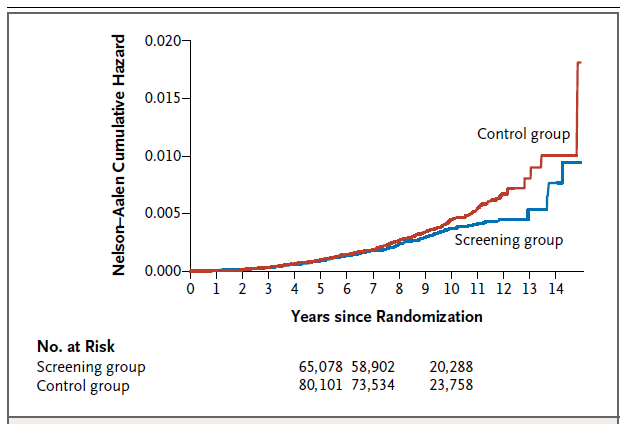 Nelson–Aalen Cumulative Hazard
0.020
0.015
0.010
0.005
0.000
Control group
Screening group
0 1 2 3 4 5 6 7 8 9 10 11 12 13 14
Years since Randomization
No. at Risk
Screening group 65,078 58,902 20,288
Control group 80,101 73,534 23,758